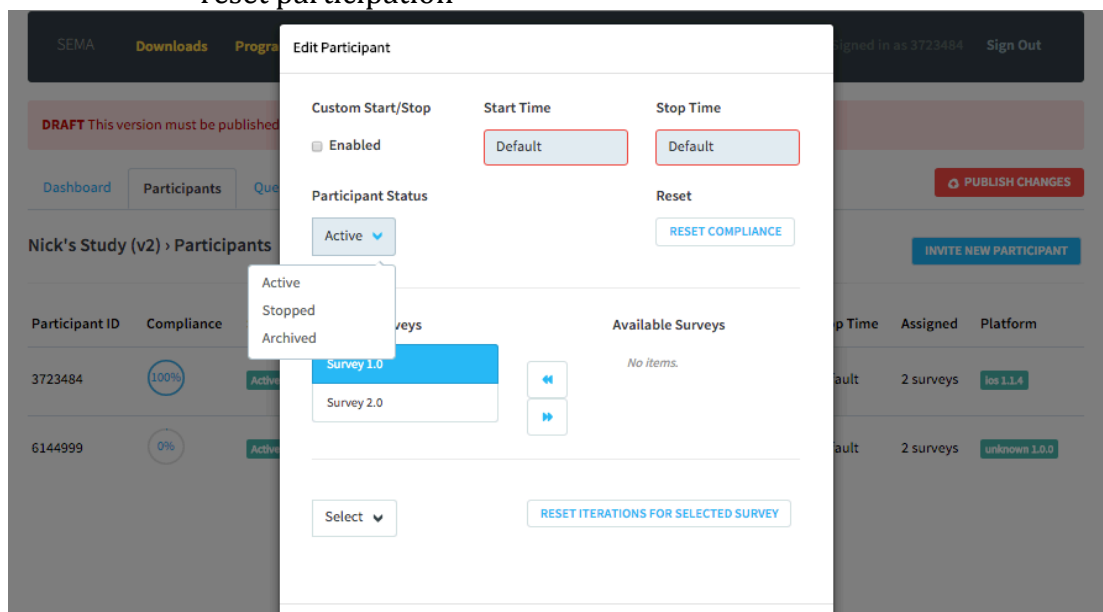 reset participation
SEMA Downloads Progra Edit Participant signed in as 3723484 Sign Out
Custom Start/Stop Start Time Stop Time
DRAFT This version must be published
Enabled Default Default
Dashboard Participants Que PUBLISH CHANGES
Participant Status Reset
Active RESET COMPLIANCE
Nick's Study (v2) › Participants INVITE NEW PARTICIPANT
Active
Stopped
Archived
Participant ID Compliance veys Available Surveys op Time Assigned Platform
Survey 1.0 No items.
3723484 100% Active ault 2 surveys ios 1.1.4
Survey 2.0
6144999 0% Active ault 2 surveys unknown 1.0.0
Select RESET ITERATIONS FOR SELECTED SURVEY